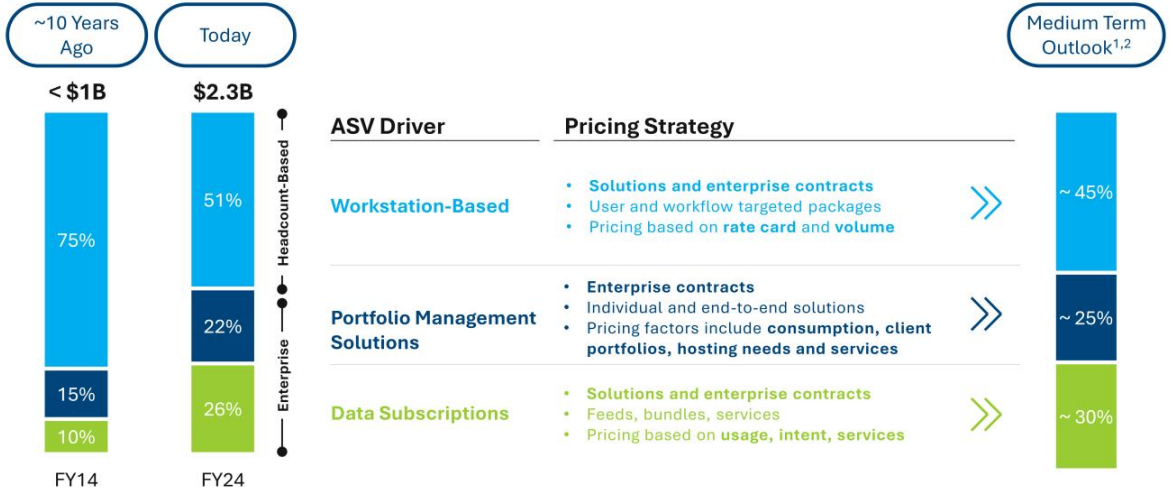 ~10 Years
Ago
Today
Medium Term
Outlook1,2
< $1B
$2.3B
ASV Driver
Pricing Strategy
75%
15%
10%
FY14
51%
22%
26%
FY24
Headcount-Based
Enterprise
Workstation-Based
• Solutions and enterprise contracts
• User and workflow targeted packages
• Pricing based on rate card and volume
Portfolio Management
Solutions
• Enterprise contracts
• Individual and end-to-end solutions
• Pricing factors include consumption, client
portfolios, hosting needs and services
Data Subscriptions
• Solutions and enterprise contracts
• Feeds, bundles, services
• Pricing based on usage, intent, services
~ 45%
~ 25%
~ 30%